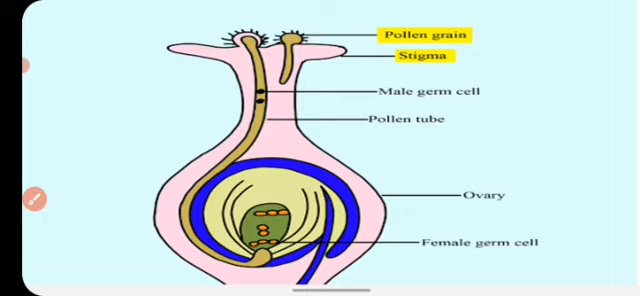 Pollen grain
Stigma
Male germ cell
Pollen tube
Ovary
Female germ cell